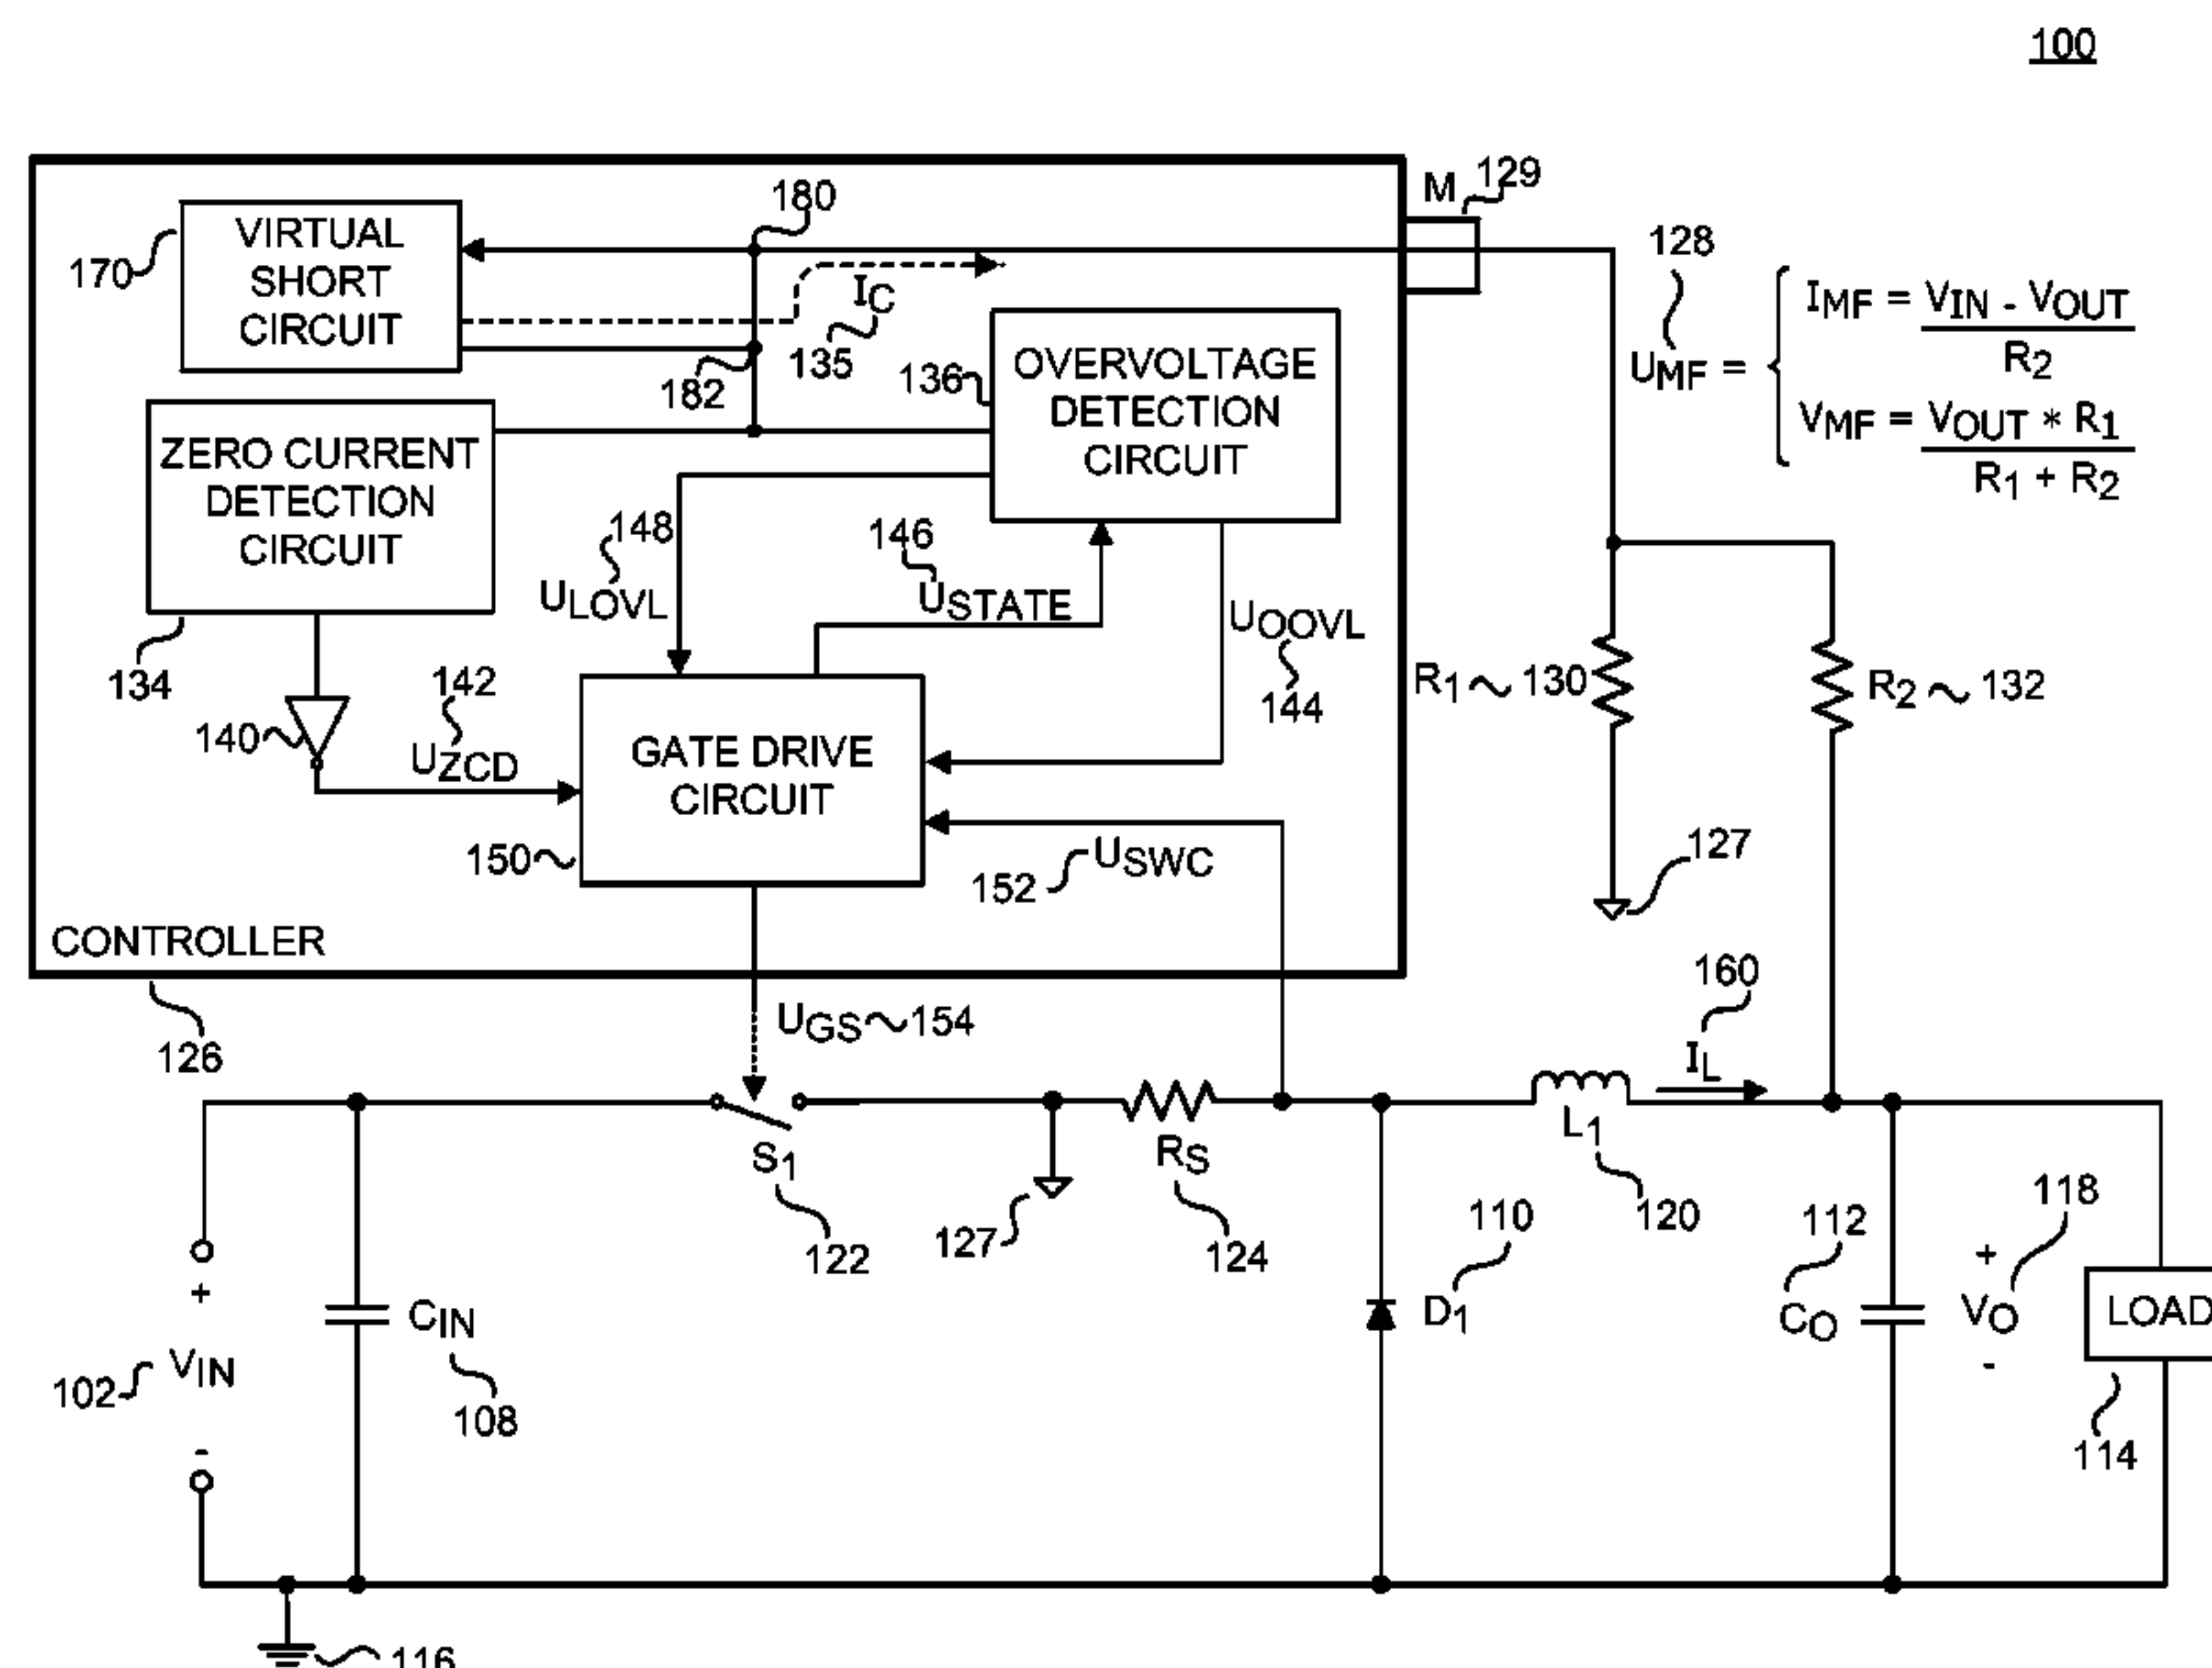 100
M 129
180
VIRTUAL
SHORT
CIRCUIT
170
IC
135
182
128
UMF = { IMF = VIN - VOUT
R2
VMF = VOUT * R1
R1 + R2
136
OVERVOLTAGE
DETECTION
CIRCUIT
ZERO CURRENT
DETECTION
CIRCUIT
134
148
ULOVL
146
USTATE
UOOVL
144
140
142
UZCD
GATE DRIVE
CIRCUIT
150
152 USWC
R1 ~ 130
R2 ~ 132
127
CONTROLLER
126
UGS ~ 154
160
IL
S1
122
127
RS
124
L1
120
110
D1
112
CO
118
+
VO
-
LOAD
114
+
102 VIN
-
CIN
108
116